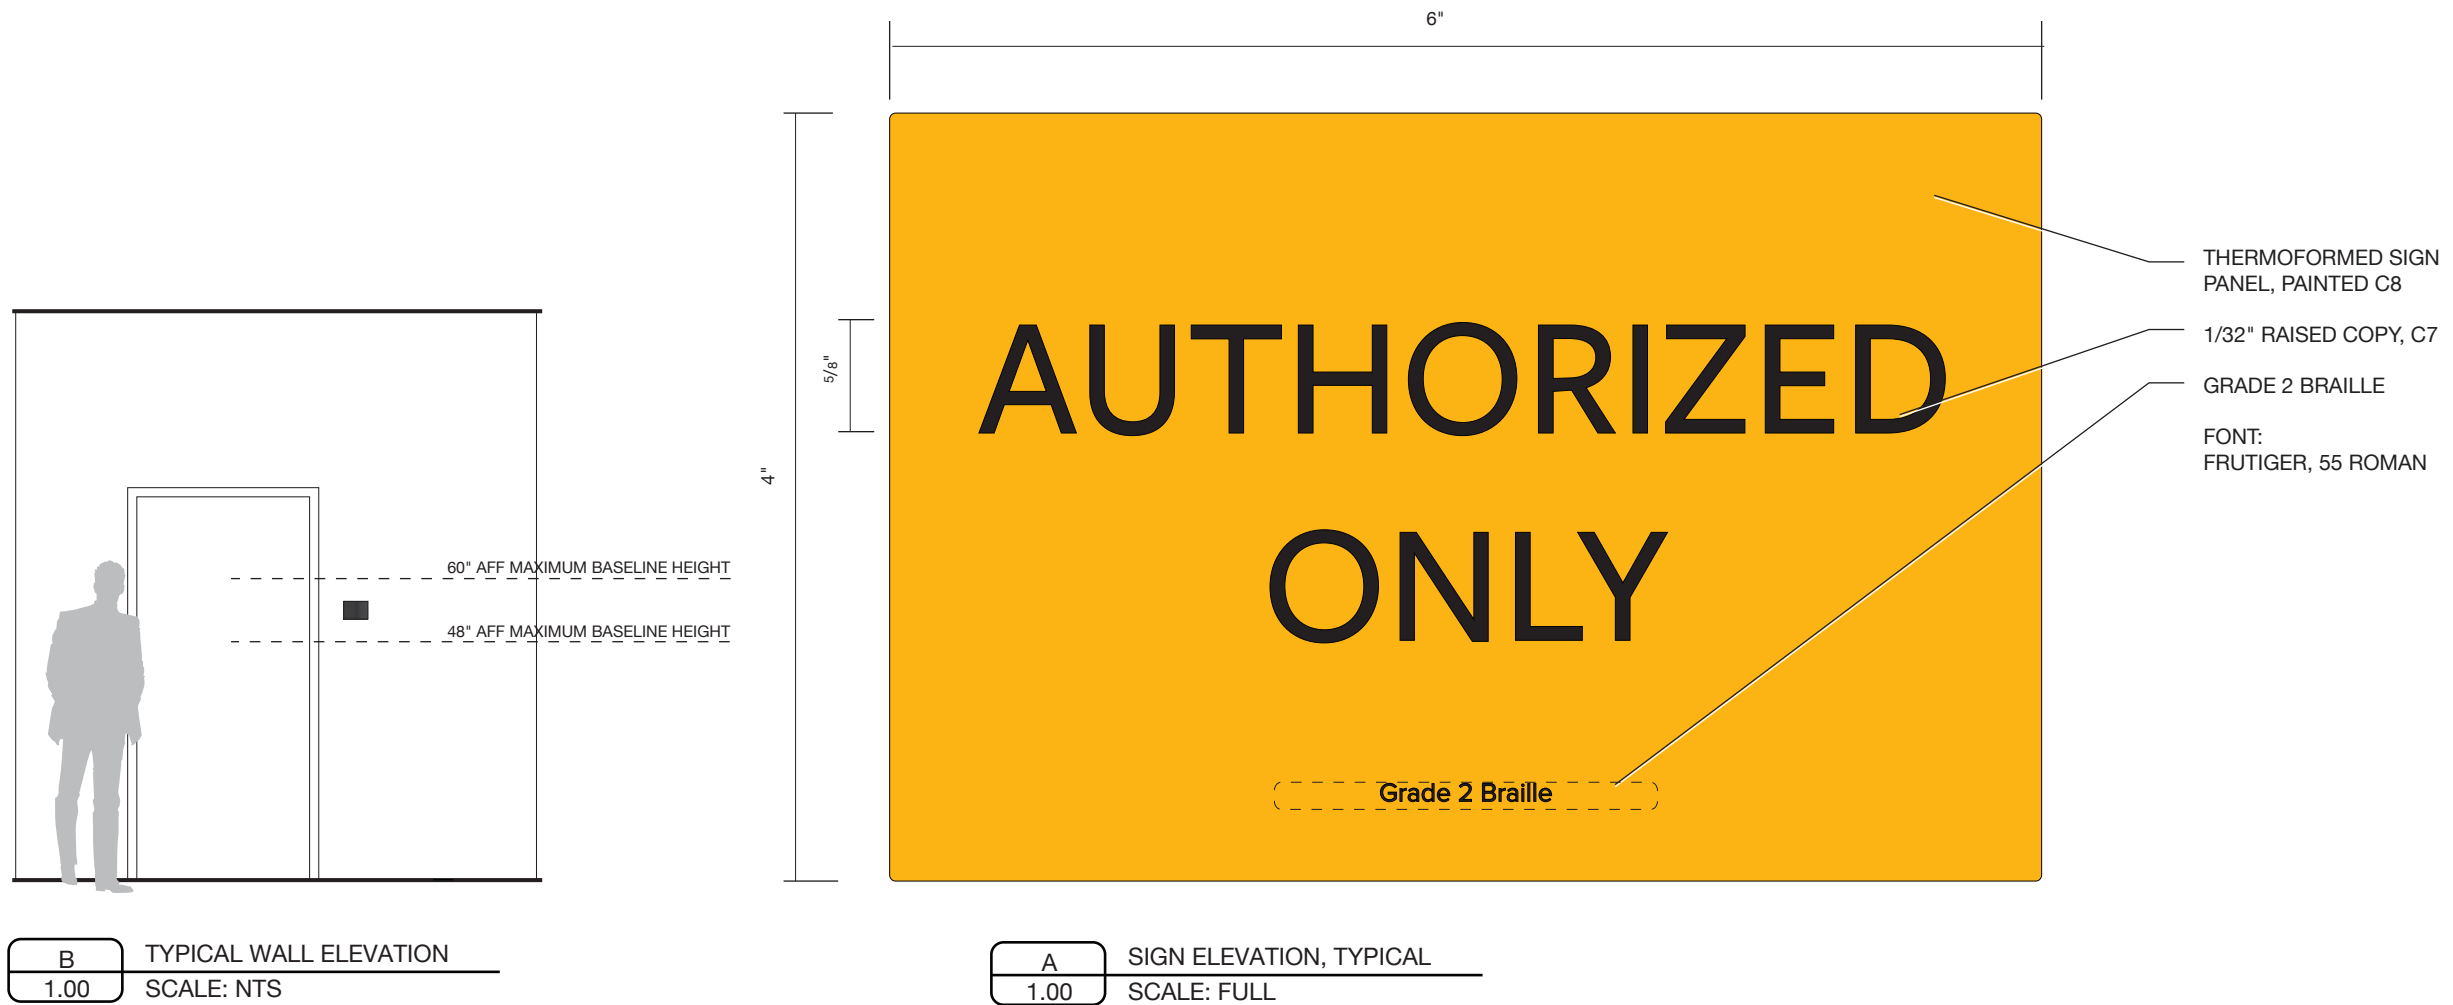 6"
4"
5/8"
AUTHORIZED
ONLY
Grade 2 Braille
THERMOFORMED SIGN
PANEL, PAINTED C8
1/32" RAISED COPY, C7
GRADE 2 BRAILLE
FONT:
FRUTIGER, 55 ROMAN
60" AFF MAXIMUM BASELINE HEIGHT
48" AFF MAXIMUM BASELINE HEIGHT
B
1.00
TYPICAL WALL ELEVATION
SCALE: NTS
A
1.00
SIGN ELEVATION, TYPICAL
SCALE: FULL